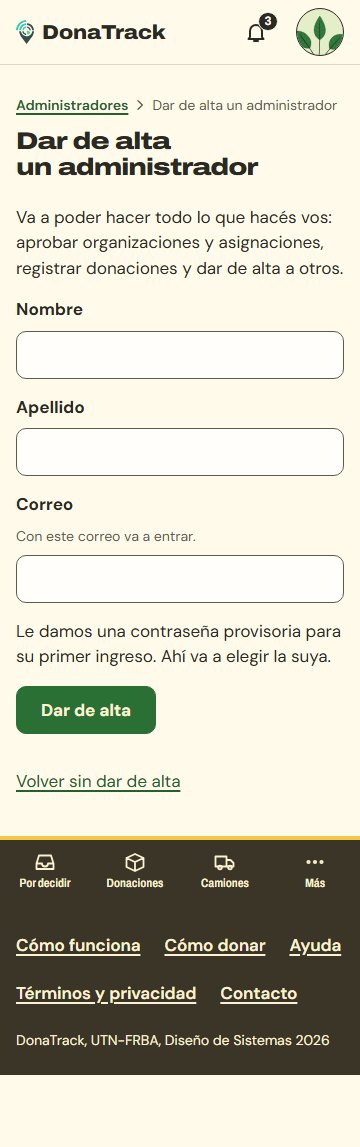 DonaTrack
3
Administradores > Dar de alta un administrador
Dar de alta
un administrador
Va a poder hacer todo lo que hacés vos:
aprobar organizaciones y asignaciones,
registrar donaciones y dar de alta a otros.
Nombre
Apellido
Correo
Con este correo va a entrar.
Le damos una contraseña provisoria para
su primer ingreso. Ahí va a elegir la suya.
Dar de alta
Volver sin dar de alta
Por decidir Donaciones Camiones Más
Cómo funciona Cómo donar Ayuda
Términos y privacidad Contacto
DonaTrack, UTN-FRBA, Diseño de Sistemas 2026